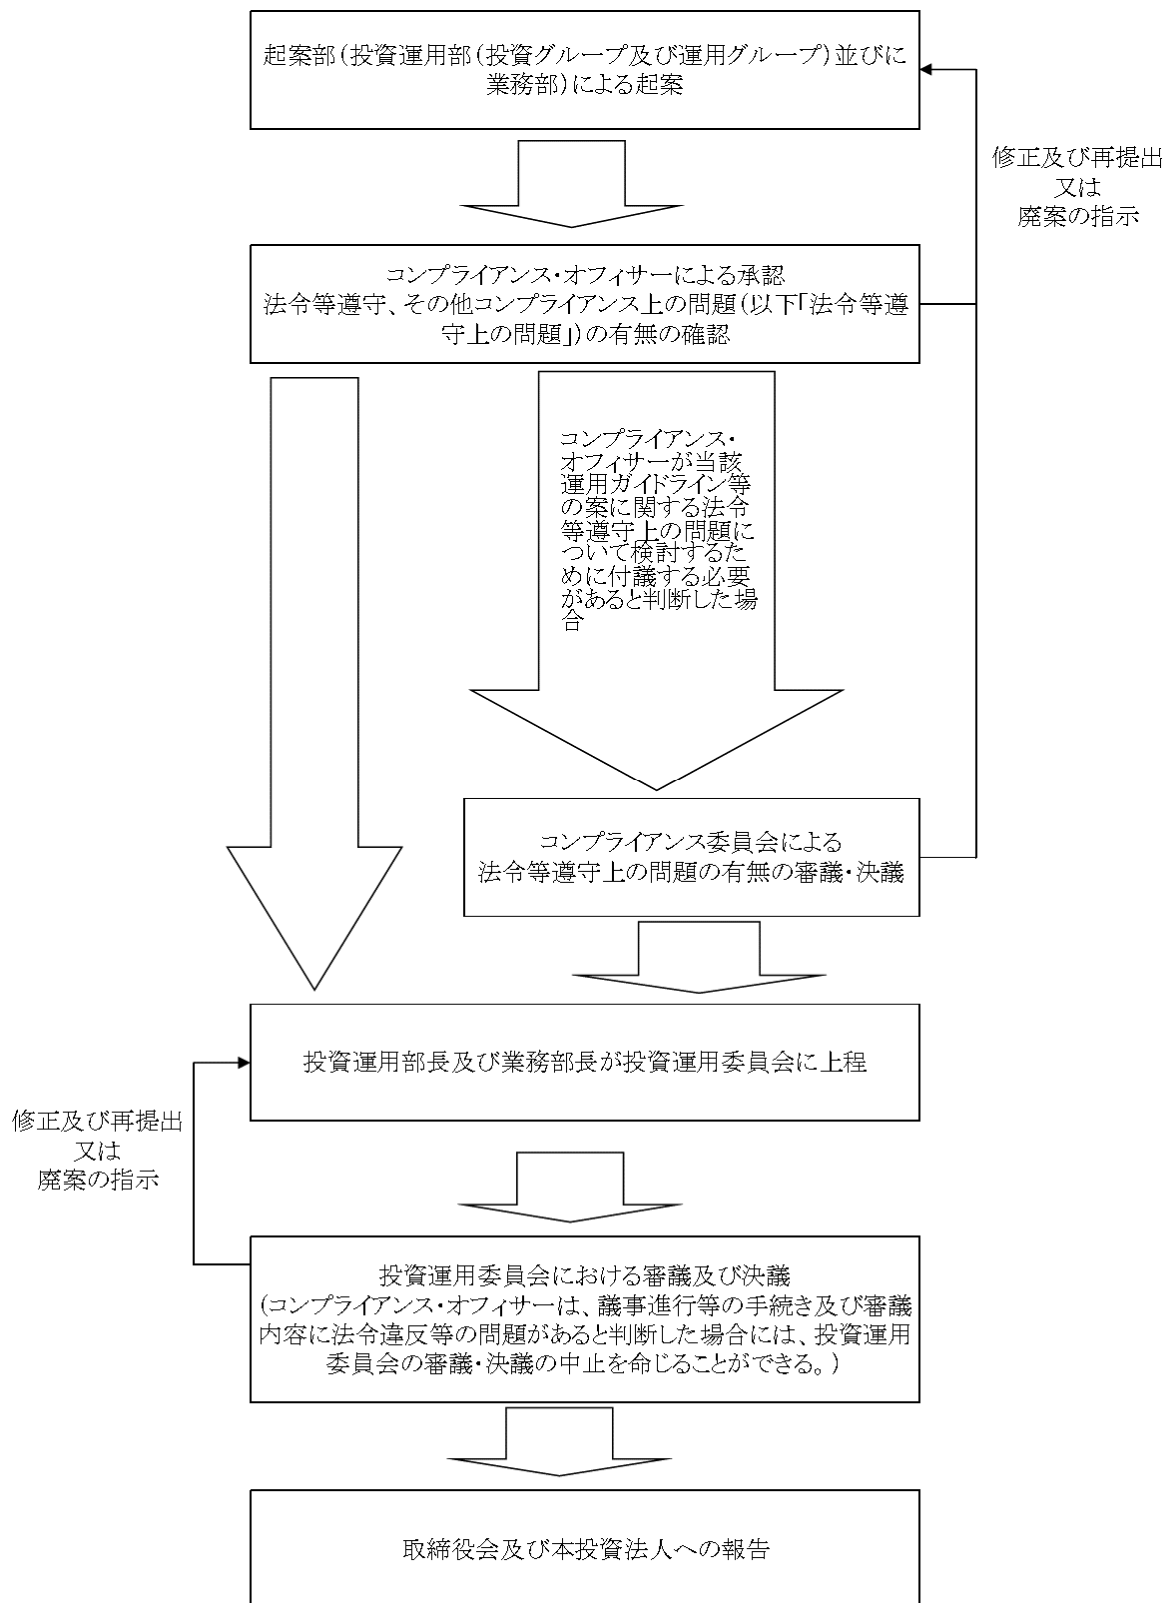 起案部(投資運用部(投資グループ及び運用グループ)並びに
業務部)による起案
修正及び再提出
又は
廃案の指示
コンプライアンス・オフィサーによる承認
法令等遵守、その他コンプライアンス上の問題(以下「法令等遵
守上の問題」)の有無の確認
コンプライアンス・
オフィサーが当該
運用ガイドライン等
の案に関する法令
等遵守上の問題に
ついて検討するた
めに付議する必要
があると判断した場
合
コンプライアンス委員会による
法令等遵守上の問題の有無の審議・決議
投資運用部長及び業務部長が投資運用委員会に上程
修正及び再提出
又は
廃案の指示
投資運用委員会における審議及び決議
(コンプライアンス・オフィサーは、議事進行等の手続き及び審議
内容に法令違反等の問題があると判断した場合には、投資運用
委員会の審議・決議の中止を命じることができる。)
取締役会及び本投資法人への報告